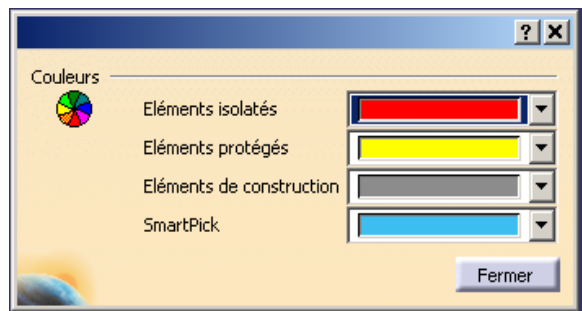 ?
Couleurs
Eléments isolatés
Eléments protégés
Eléments de construction
SmartPick
Fermer